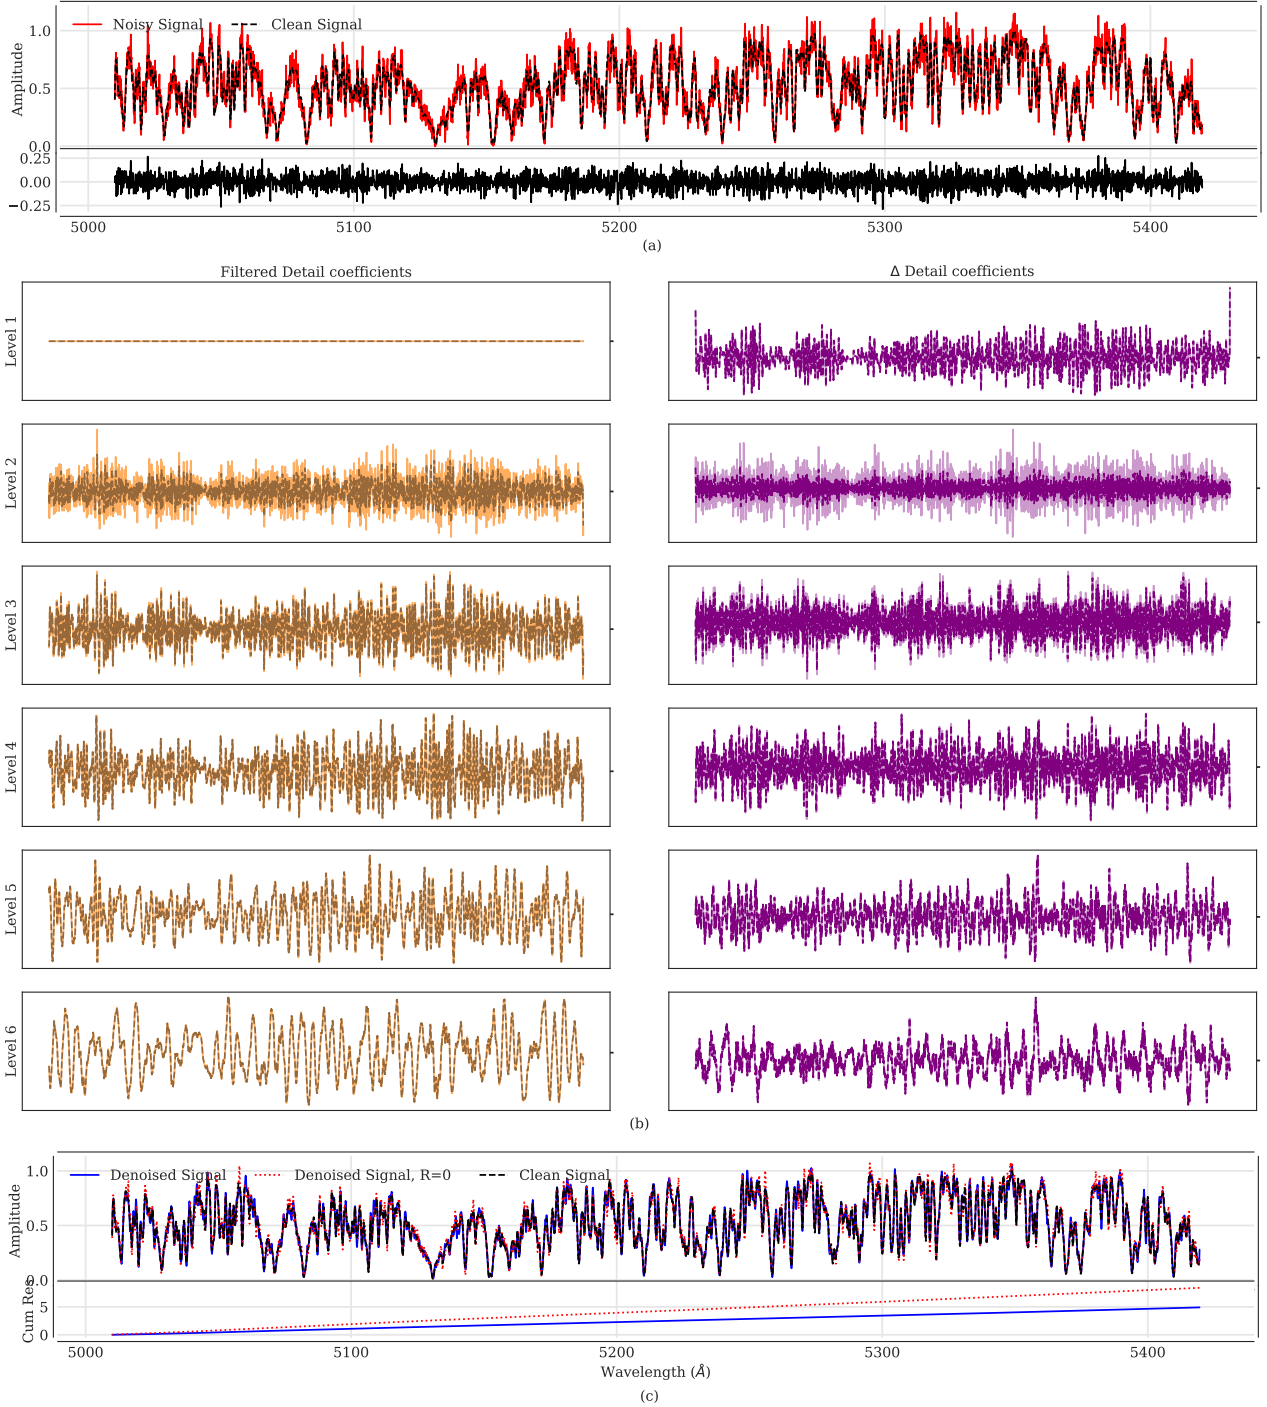 Noisy Signal Clean Signal
Amplitude
1.0
0.5
0.0
0.25
0.00
−0.25
5000 5100 5200 5300 5400
(a)
Filtered Detail coefficients Δ Detail coefficients
Level 1
Level 2
Level 3
Level 4
Level 5
Level 6
(b)
Denoised Signal Denoised Signal, R=0 Clean Signal
Amplitude
1.0
0.5
0.0
Cum Res
5
0
5000 5100 5200 5300 5400
Wavelength (Å)
(c)